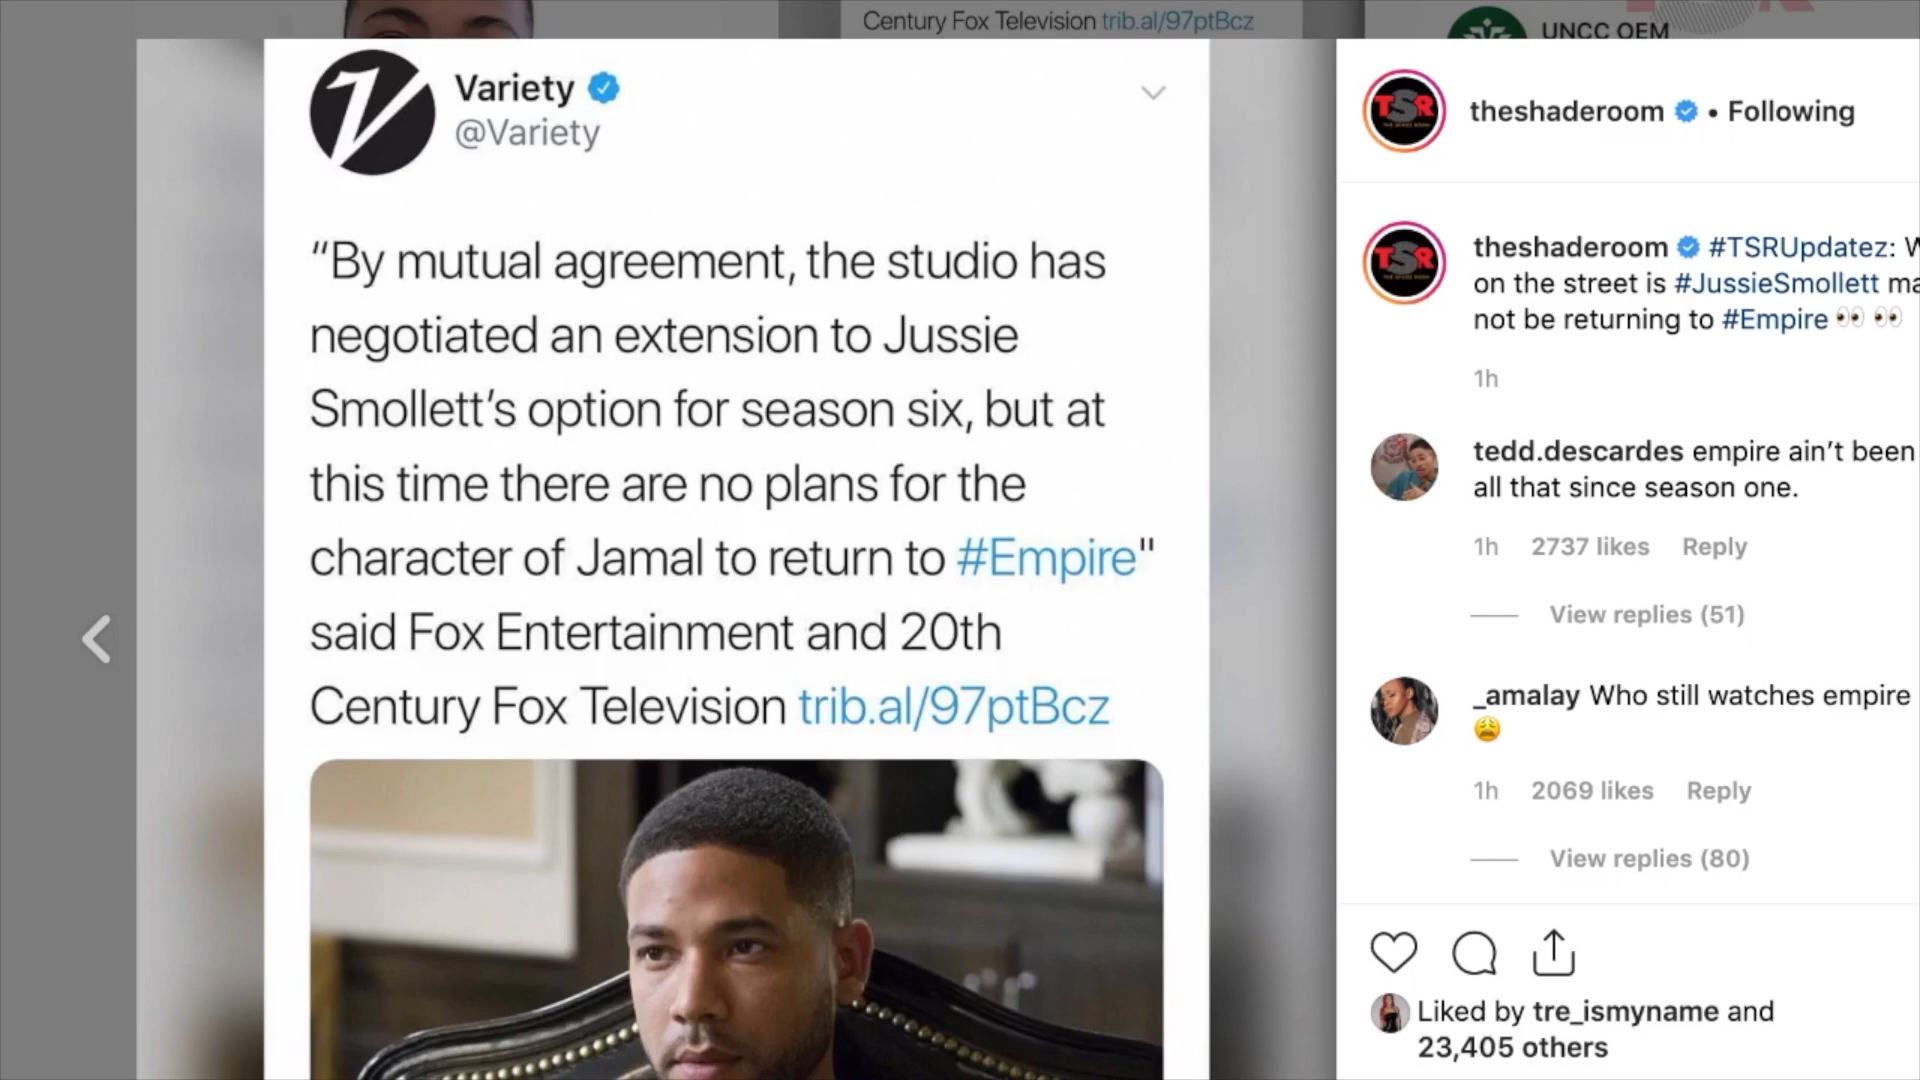 Century Fox Television trib.al/97ptBcz
UNCC OEM
Variety
@Variety
“By mutual agreement, the studio has
negotiated an extension to Jussie
Smollett’s option for season six, but at
this time there are no plans for the
character of Jamal to return to #Empire"
said Fox Entertainment and 20th
Century Fox Television trib.al/97ptBcz
TSR
theshaderoom • Following
TSR
theshaderoom #TSRUpdatez: W
on the street is #JussieSmollett ma
not be returning to #Empire 👀 👀
1h
tedd.descardes empire ain’t been
all that since season one.
1h 2737 likes Reply
View replies (51)
_amalay Who still watches empire
😩
1h 2069 likes Reply
View replies (80)
Liked by tre_ismyname and
23,405 others